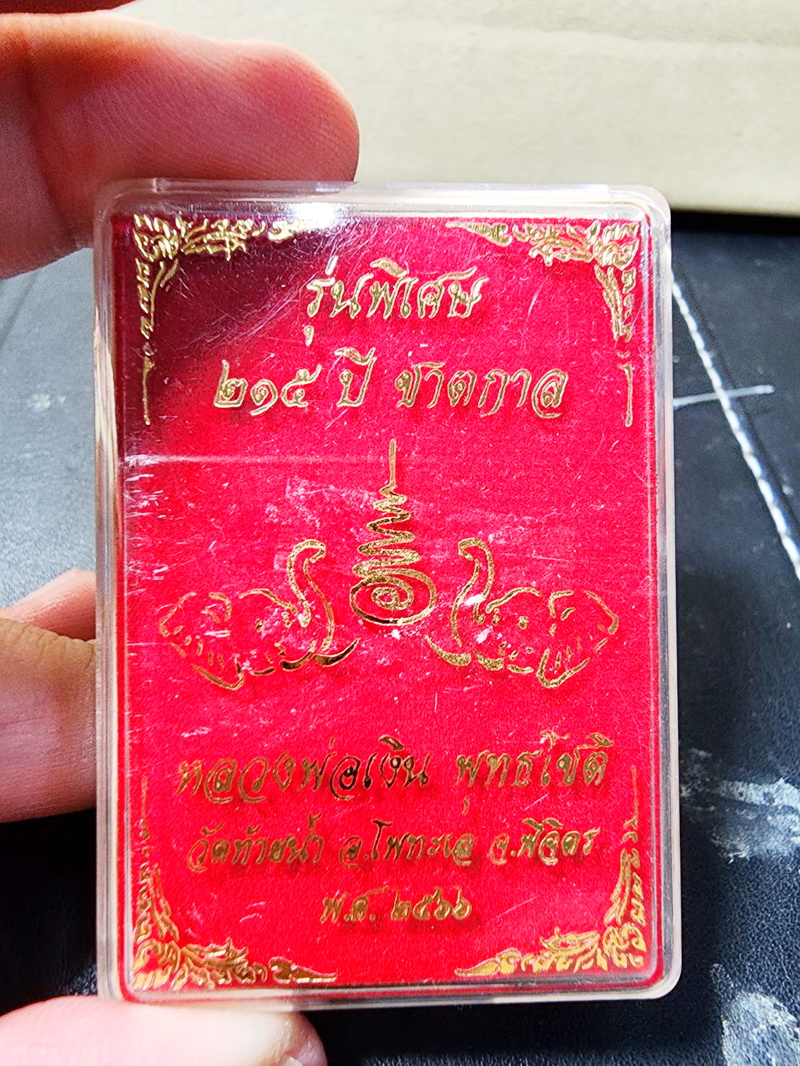 รุ่นพิเศษ
๒๑๕ ปี ชาตกาล
หลวงพ่อเงิน พุทธโชติ
วัดท้ายน้ำ อ.โพทะเล จ.พิจิตร
พ.ศ. ๒๕๖๖